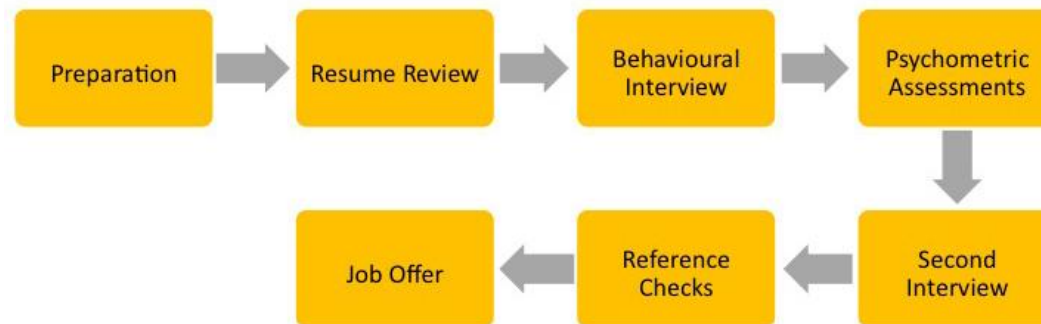 Preparation
Resume Review
Behavioural
Interview
Psychometric
Assessments
Second
Interview
Reference
Checks
Job Offer